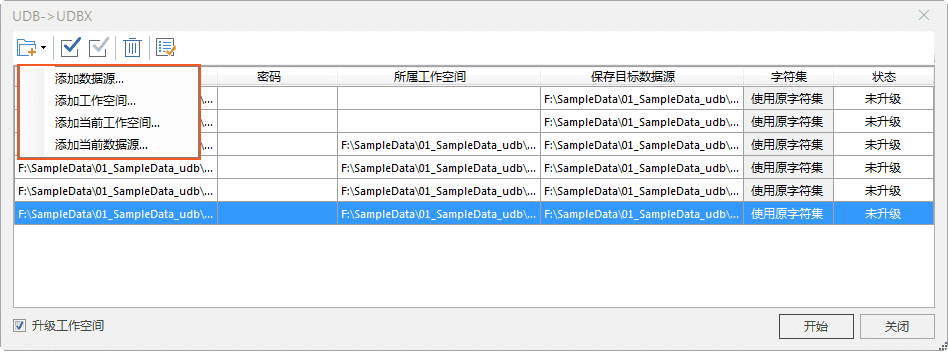 UDB->UDBX
密码 所属工作空间 保存目标数据源 字符集 状态
添加数据源...
添加工作空间...
添加当前工作空间...
添加当前数据源...
b\... F:\SampleData\01_SampleData_udb\... 使用原字符集 未升级
b\... F:\SampleData\01_SampleData_udb\... 使用原字符集 未升级
b\... F:\SampleData\01_SampleData_udb\... F:\SampleData\01_SampleData_udb\... 使用原字符集 未升级
F:\SampleData\01_SampleData_udb\... F:\SampleData\01_SampleData_udb\... F:\SampleData\01_SampleData_udb\... 使用原字符集 未升级
F:\SampleData\01_SampleData_udb\... F:\SampleData\01_SampleData_udb\... F:\SampleData\01_SampleData_udb\... 使用原字符集 未升级
F:\SampleData\01_SampleData_udb\... F:\SampleData\01_SampleData_udb\... F:\SampleData\01_SampleData_udb\... 使用原字符集 未升级
升级工作空间 开始 关闭